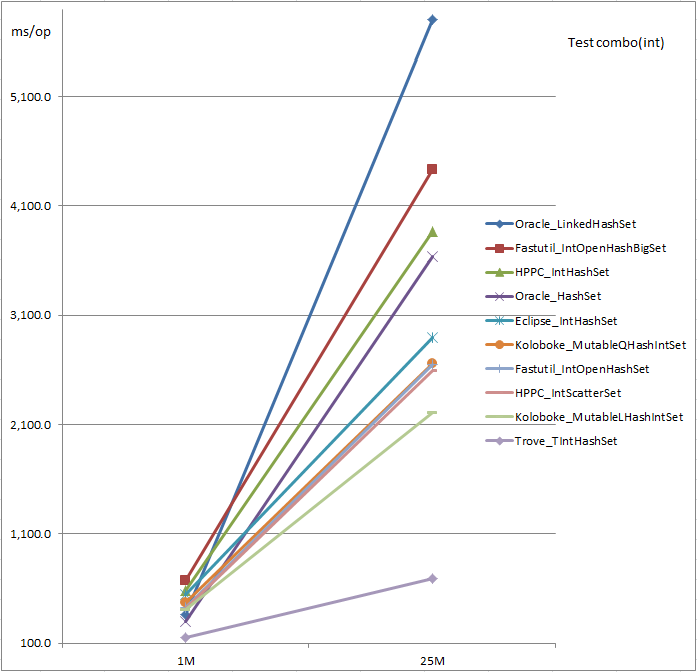 ms/op
Test combo(int)
5,100.0
4,100.0
3,100.0
2,100.0
1,100.0
100.0
1M
25M
Oracle_LinkedHashSet
Fastutil_IntOpenHashBigSet
HPPC_IntHashSet
Oracle_HashSet
Eclipse_IntHashSet
Koloboke_MutableQHashIntSet
Fastutil_IntOpenHashSet
HPPC_IntScatterSet
Koloboke_MutableLHashIntSet
Trove_TIntHashSet